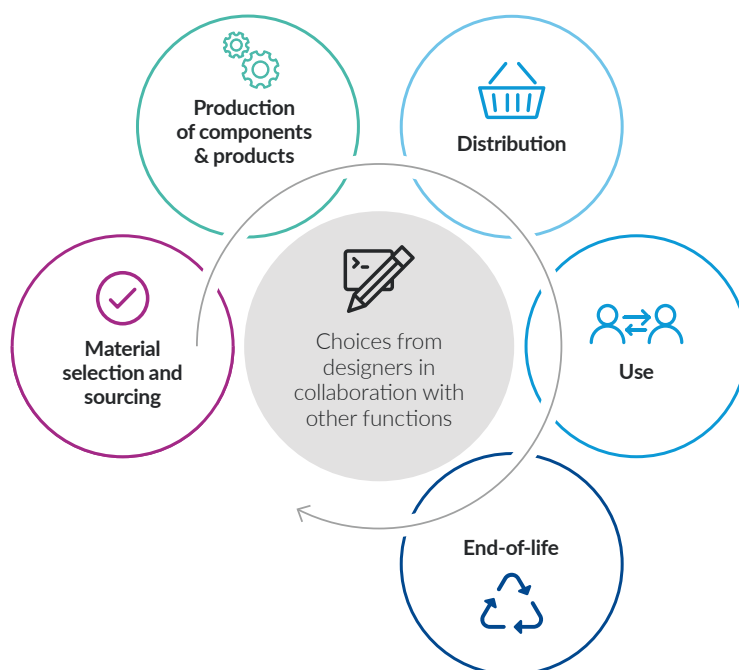 Production
of components
& products
Distribution
Material
selection and
sourcing
Choices from
designers in
collaboration with
other functions
Use
End-of-life